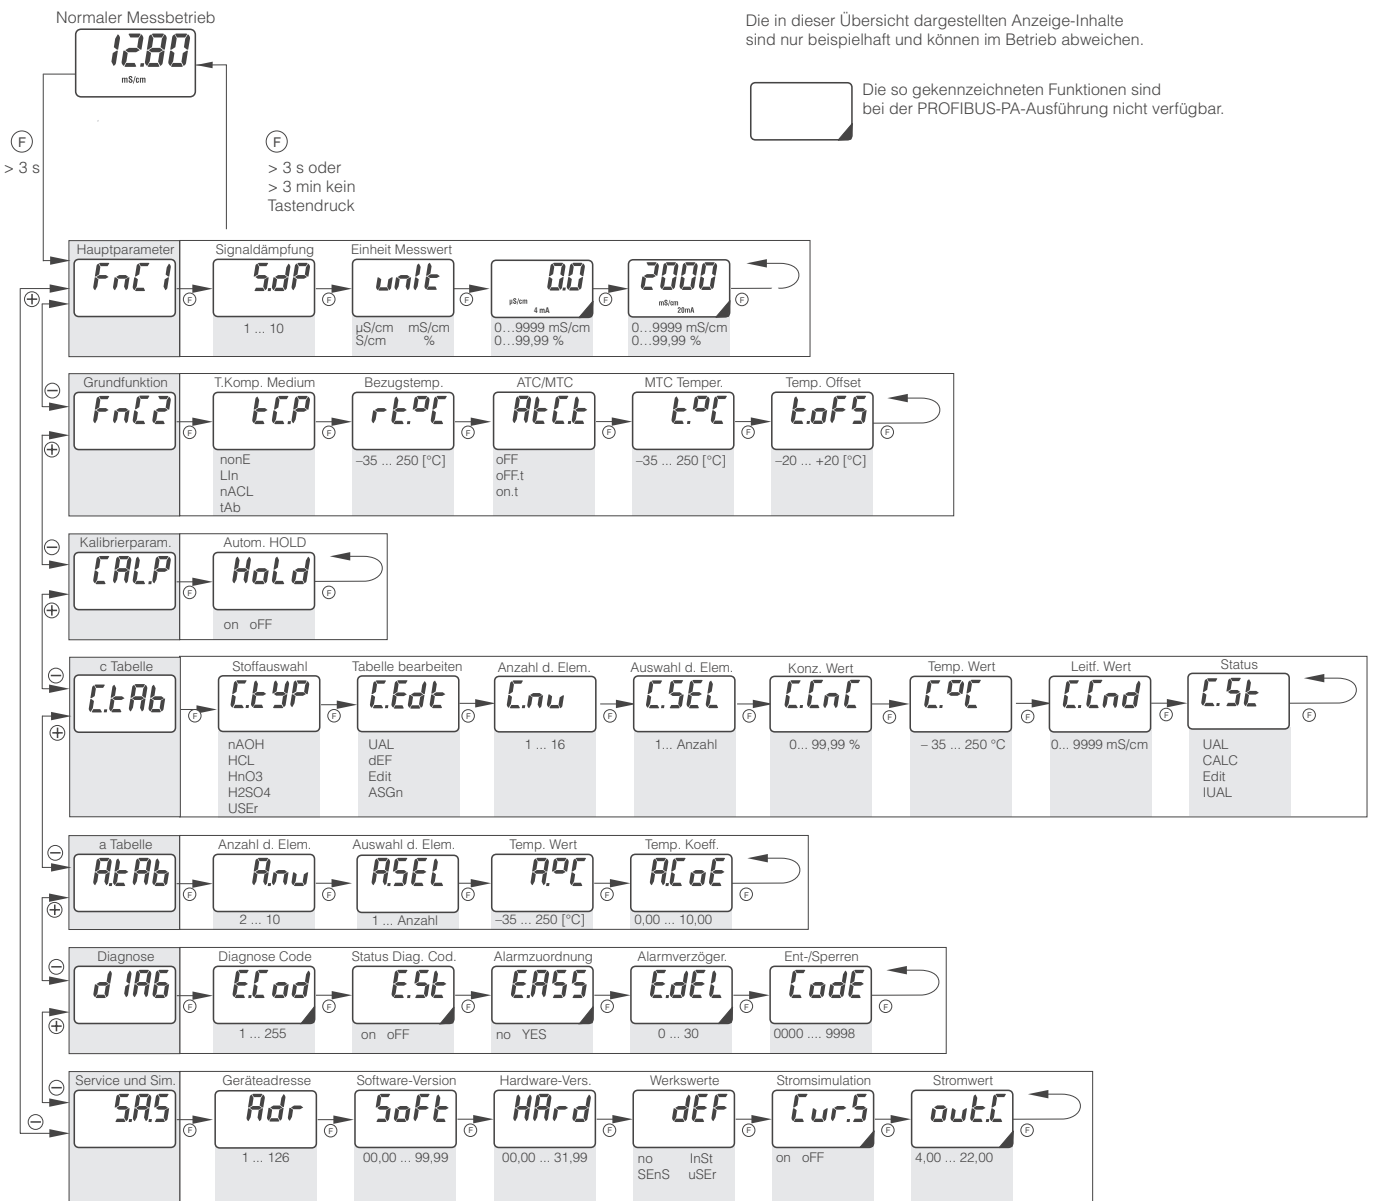 Normaler Messbetrieb
12.80
mS/cm
Die in dieser Übersicht dargestellten Anzeige-Inhalte
sind nur beispielhaft und können im Betrieb abweichen.
Die so gekennzeichneten Funktionen sind
bei der PROFIBUS-PA-Ausführung nicht verfügbar.
F
> 3 s
F
> 3 s oder
> 3 min kein
Tastendruck
Hauptparameter Signaldämpfung Einheit Messwert
FnC1 F S.dP F unIt F 0.0 F 2000 F
µS/cm 4 mA mS/cm 20mA
1 ... 10
µS/cm mS/cm 0...9999 mS/cm 0...9999 mS/cm
S/cm % 0...99,99 % 0...99,99 %
Grundfunktion T.Komp. Medium Bezugstemp. ATC/MTC MTC Temper. Temp. Offset
FnC2 F tC.P F rt.°C F AtC.t F t.°C F t.oFS F
nonE –35 ... 250 [°C] oFF –35 ... 250 [°C] –20 ... +20 [°C]
LIn oFF.t
nACL on.t
tAb
Kalibrierparam. Autom. HOLD
CAL.P F HoLd F
on oFF
c Tabelle Stoffauswahl Tabelle bearbeiten Anzahl d. Elem. Auswahl d. Elem. Konz. Wert Temp. Wert Leitf. Wert Status
C.tAb F C.tYP F C.Edt F C.nu F C.SEL F C.CnC F C.°C F C.Cnd F C.St F
nAOH UAL 1 ... 16 1... Anzahl 0... 99,99 % – 35 ... 250 °C 0... 9999 mS/cm UAL
HCL dEF CALC
HnO3 Edit Edit
H2SO4 ASGn IUAL
USEr
a Tabelle Anzahl d. Elem. Auswahl d. Elem. Temp. Wert Temp. Koeff.
A.tAb F A.nu F A.SEL F A.°C F A.CoE F
2 ... 10 1 ... Anzahl –35 ... 250 [°C] 0,00 ... 10,00
Diagnose Diagnose Code Status Diag. Cod. Alarmzuordnung Alarmverzöger. Ent-/Sperren
dIAG F E.Cod F E.St F E.ASS F E.dEL F CodE F
1 ... 255 on oFF no YES 0 ... 30 0000 .... 9998
Service und Sim. Geräteadresse Software-Version Hardware-Vers. Werkswerte Stromsimulation Stromwert
S.A.S F Adr F SoFt F HArd F dEF F Cur.S F out.C F
1 ... 126 00,00 ... 99,99 00,00 ... 31,99 no InSt on oFF 4,00 ... 22,00
SEnS uSEr